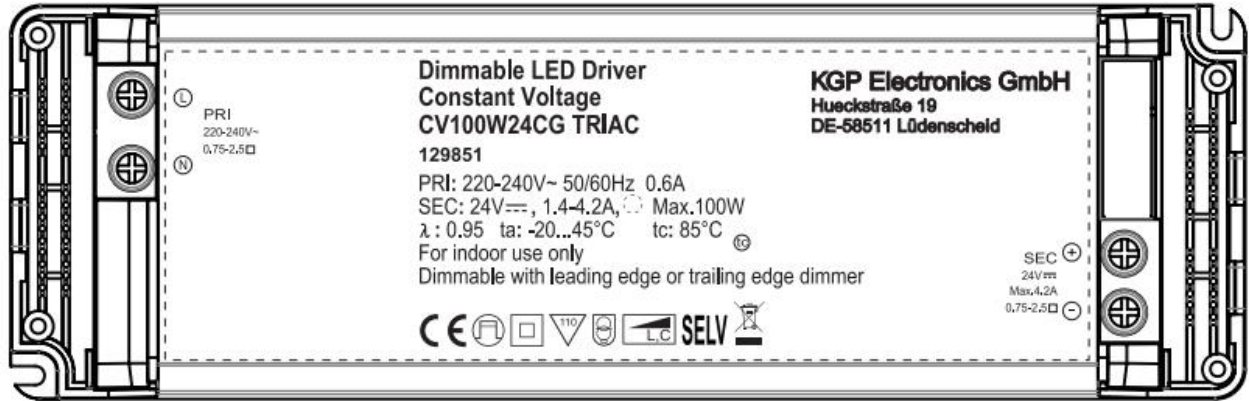 L
PRI
220-240V~
0.75-2.5□
N
Dimmable LED Driver
Constant Voltage
CV100W24CG TRIAC
129851
PRI: 220-240V~ 50/60Hz 0.6A
SEC: 24V⎓, 1.4-4.2A, Max.100W
λ: 0.95 ta: -20...45°C tc: 85°C
tc
For indoor use only
Dimmable with leading edge or trailing edge dimmer
CE 110 L,C SELV
KGP Electronics GmbH
Hueckstraße 19
DE-58511 Lüdenscheid
SEC +
24V⎓
Max.4.2A
0.75-2.5□ -